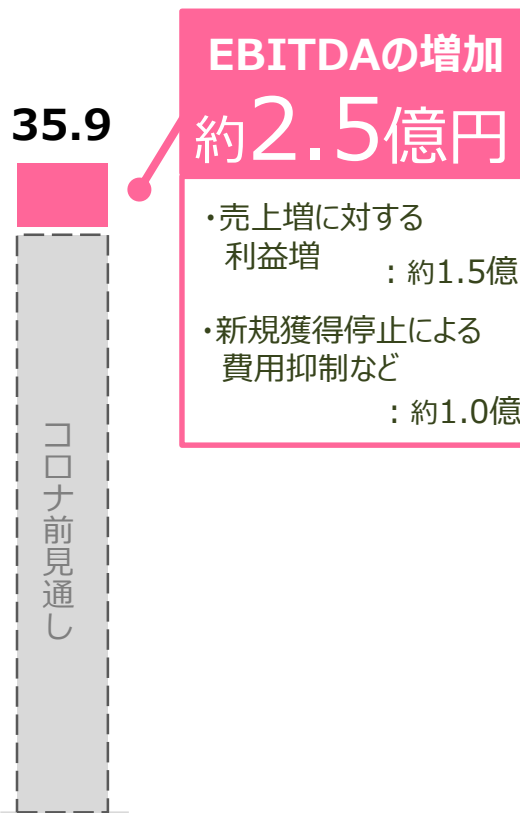 35.9
EBITDAの増加
約2.5億円
・売上増に対する
利益増
：約1.5億
・新規獲得停止による
費用抑制など
：約1.0億
コロナ前見通し